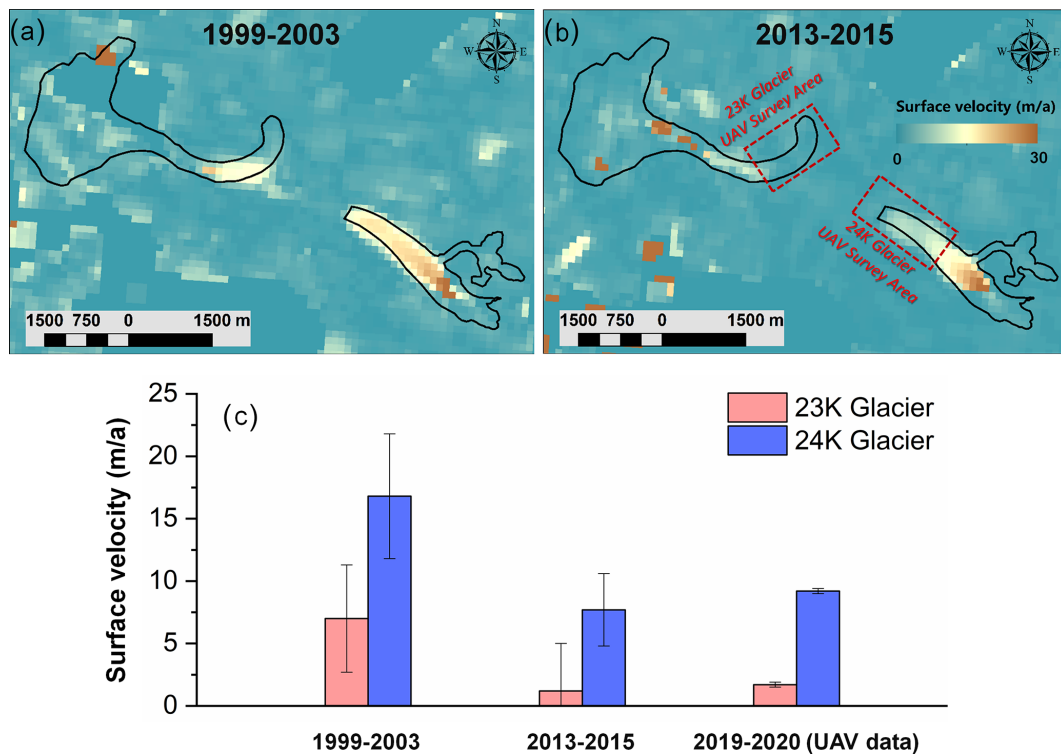 (a)
1999-2003
N
W E
S
1500 750 0 1500 m
(b)
2013-2015
N
W E
S
23K Glacier
UAV Survey Area
Surface velocity (m/a)
0 30
24K Glacier
UAV Survey Area
1500 750 0 1500 m
(c)
23K Glacier
24K Glacier
Surface velocity (m/a)
25
20
15
10
5
0
1999-2003 2013-2015 2019-2020 (UAV data)